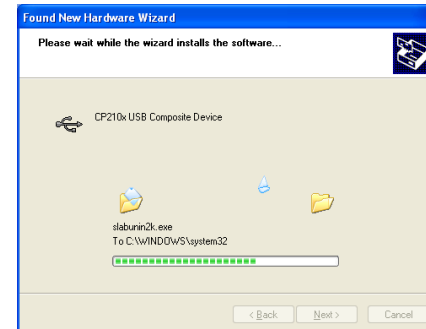 Found New Hardware Wizard
Please wait while the wizard installs the software...
CP210x USB Composite Device
slabunin2k.exe
To C:\WINDOWS\system32
< Back
Next >
Cancel